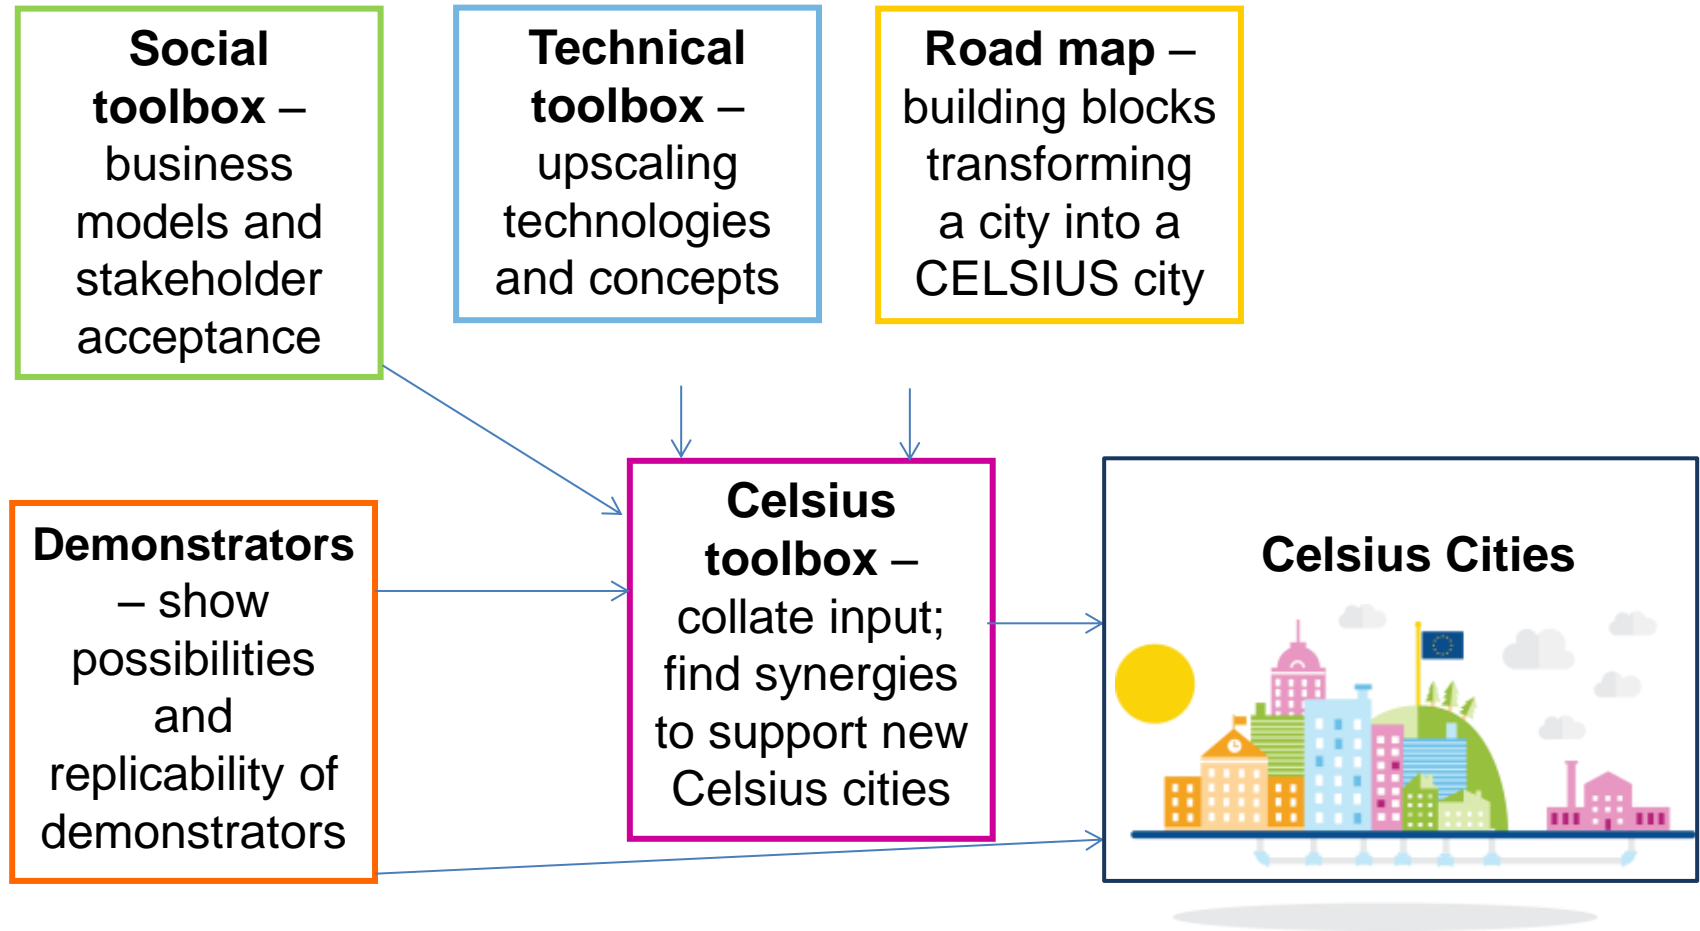 Social
toolbox –
business
models and
stakeholder
acceptance
Technical
toolbox –
upscaling
technologies
and concepts
Road map –
building blocks
transforming
a city into a
CELSIUS city
Demonstrators
– show
possibilities
and
replicability of
demonstrators
Celsius
toolbox –
collate input;
find synergies
to support new
Celsius cities
Celsius Cities